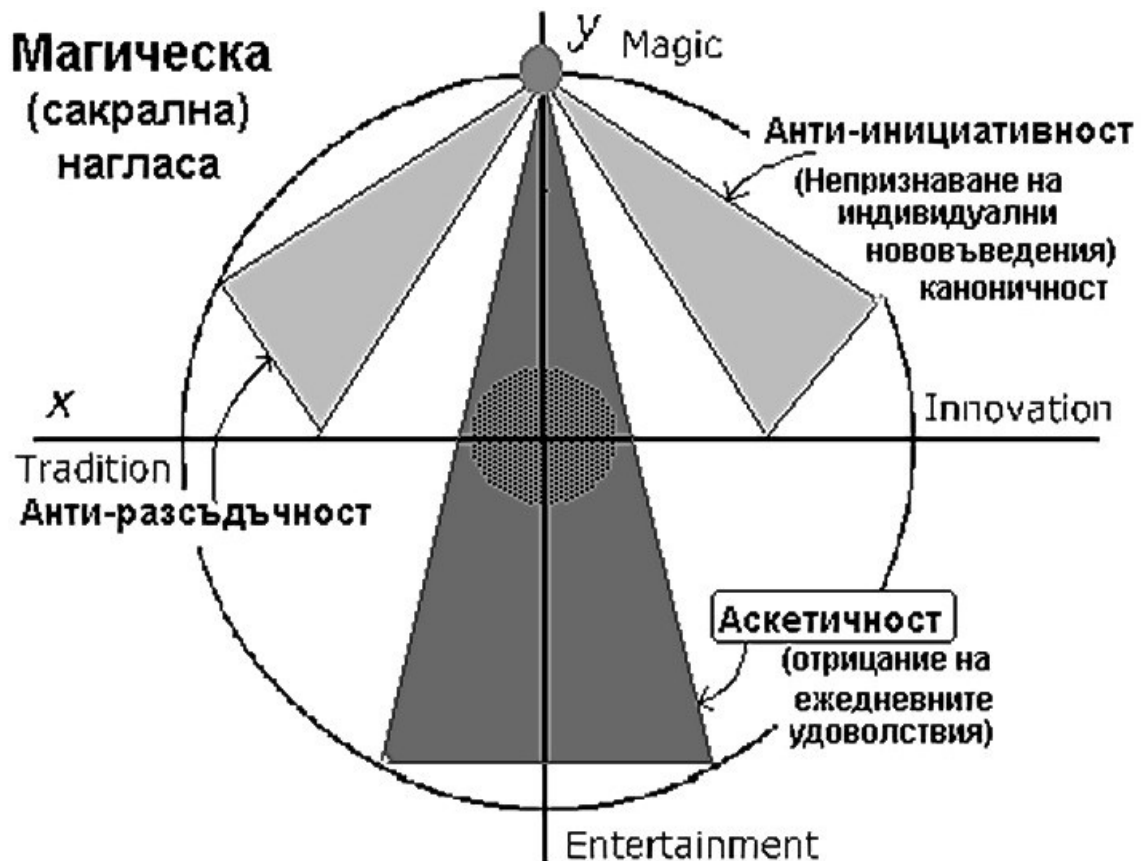 Магическа
(сакрална)
нагласа
y
Magic
Анти-инициативност
(Непризнаване на
индивидуални
нововъведения)
каноничност
x
Innovation
Tradition
Анти-разсъдъчност
Аскетичност
(отрицание на
ежедневните
удоволствия)
Entertainment